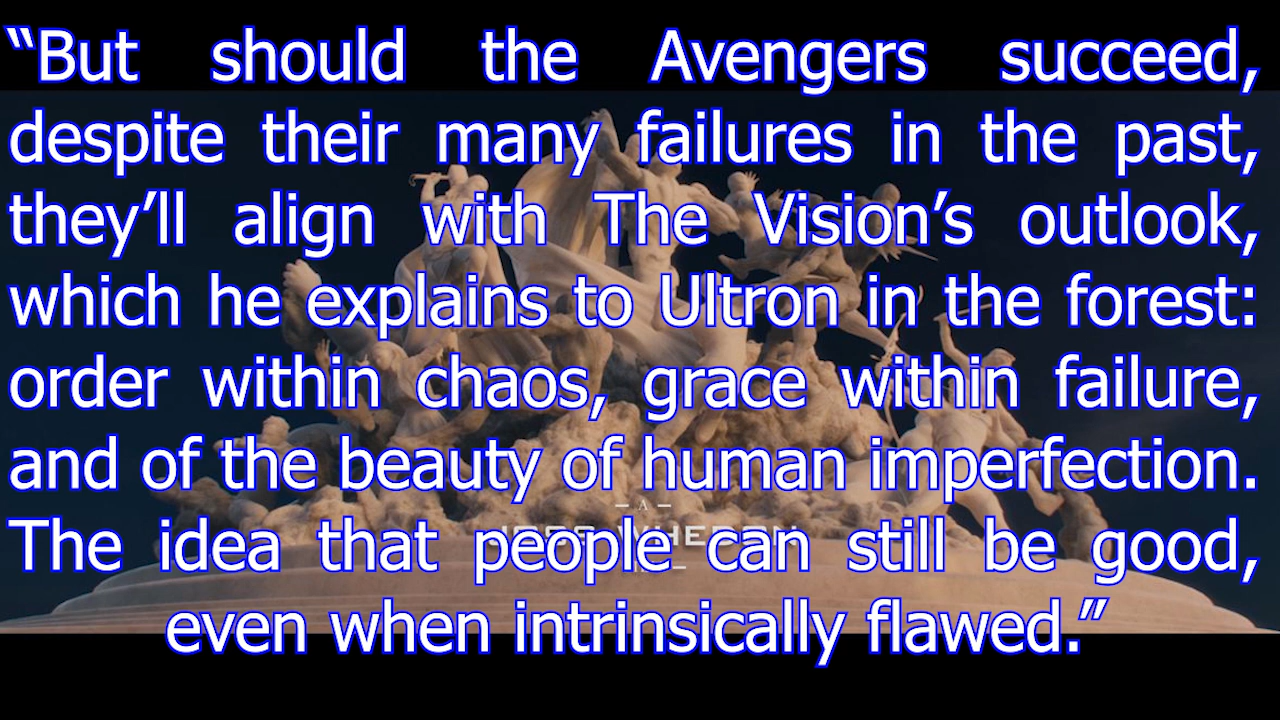 “But should the Avengers succeed,
despite their many failures in the past,
they’ll align with The Vision’s outlook,
which he explains to Ultron in the forest:
order within chaos, grace within failure,
and of the beauty of human imperfection.
— A —
The idea that people can still be good,
even when intrinsically flawed.”